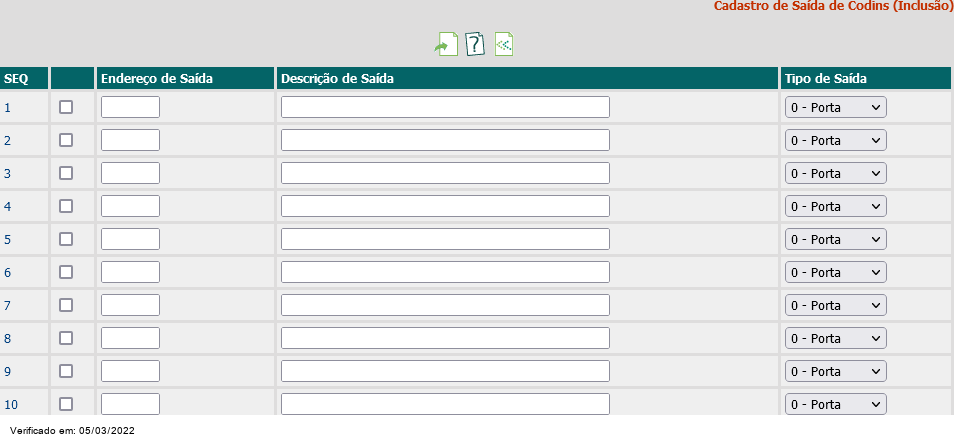 Cadastro de Saída de Codins (Inclusão)
SEQ Endereço de Saída Descrição de Saída Tipo de Saída
1 0 - Porta
2 0 - Porta
3 0 - Porta
4 0 - Porta
5 0 - Porta
6 0 - Porta
7 0 - Porta
8 0 - Porta
9 0 - Porta
10 0 - Porta
Verificado em: 05/03/2022